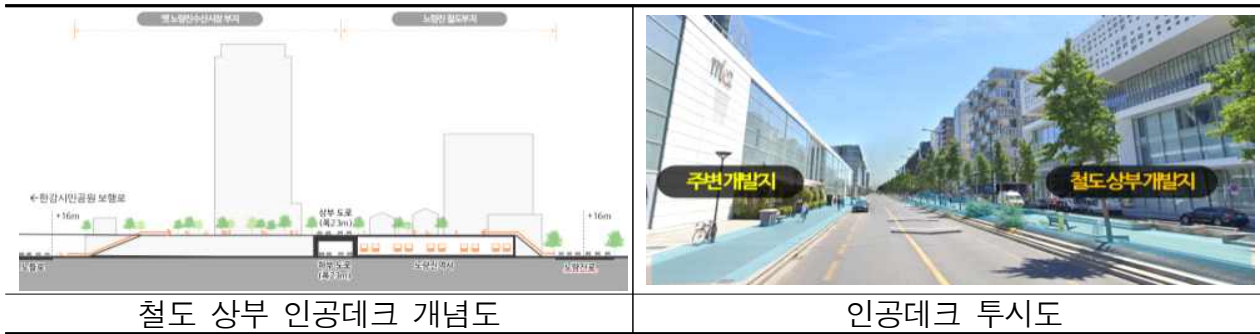 옛 노량진수산시장 부지
노량진 철도부지
←한강시민공원 보행로
+16m
상부 도로
(폭23m)
+16m
노들로
하부 도로
(폭23m)
노량진역사
노량진로
주변개발지
철도상부개발지
철도 상부 인공데크 개념도
인공데크 투시도